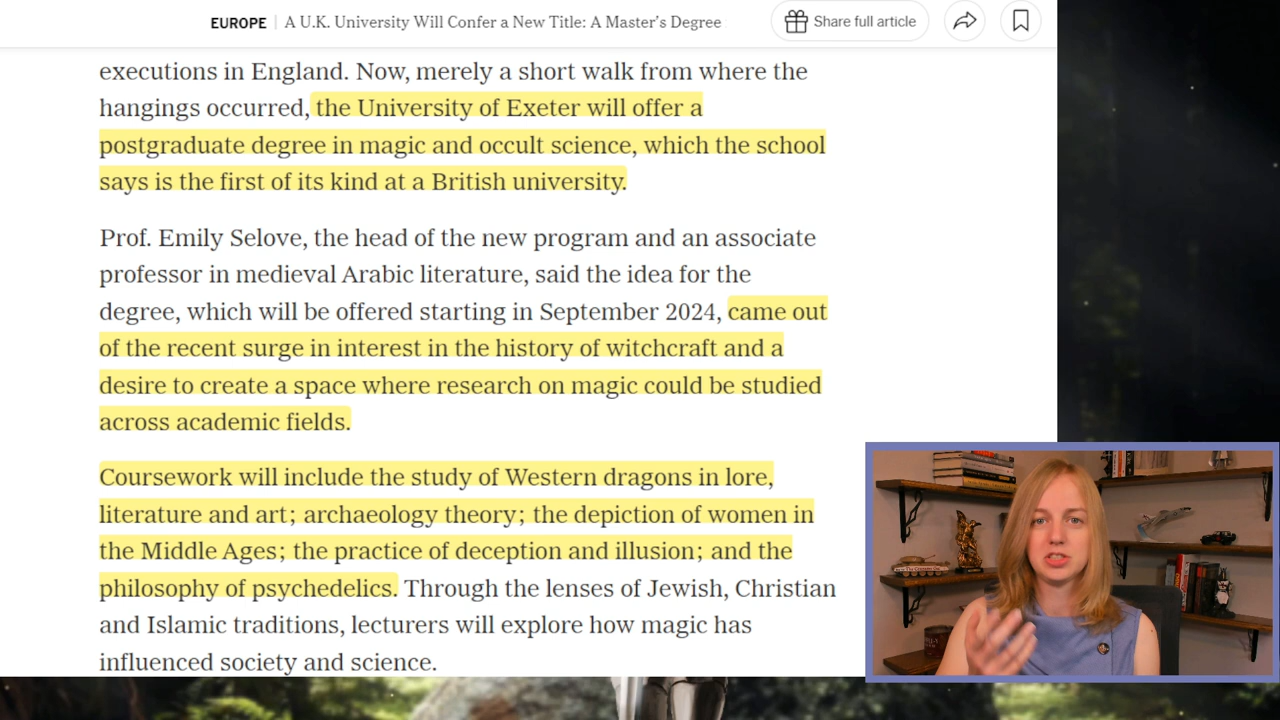 EUROPE | A U.K. University Will Confer a New Title: A Master's Degree
Share full article
executions in England. Now, merely a short walk from where the
hangings occurred, the University of Exeter will offer a
postgraduate degree in magic and occult science, which the school
says is the first of its kind at a British university.
Prof. Emily Selove, the head of the new program and an associate
professor in medieval Arabic literature, said the idea for the
degree, which will be offered starting in September 2024, came out
of the recent surge in interest in the history of witchcraft and a
desire to create a space where research on magic could be studied
across academic fields.
Coursework will include the study of Western dragons in lore,
literature and art; archaeology theory; the depiction of women in
the Middle Ages; the practice of deception and illusion; and the
philosophy of psychedelics. Through the lenses of Jewish, Christian
and Islamic traditions, lecturers will explore how magic has
influenced society and science.